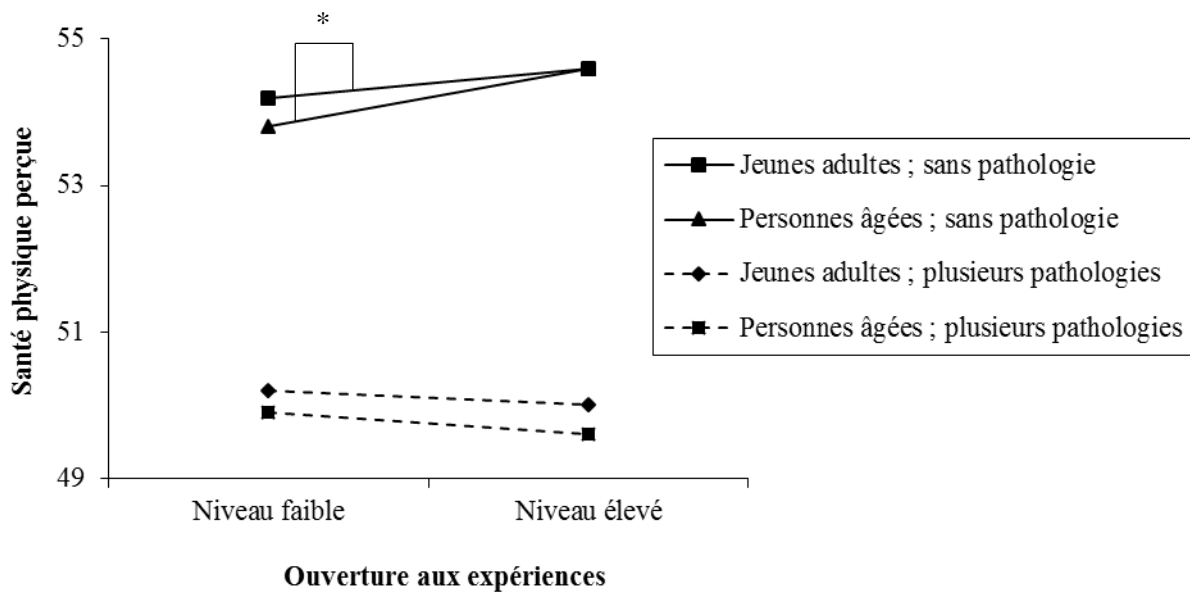 *
55
53
51
49
Santé physique perçue
Niveau faible
Niveau élevé
Ouverture aux expériences
Jeunes adultes ; sans pathologie
Personnes âgées ; sans pathologie
Jeunes adultes ; plusieurs pathologies
Personnes âgées ; plusieurs pathologies